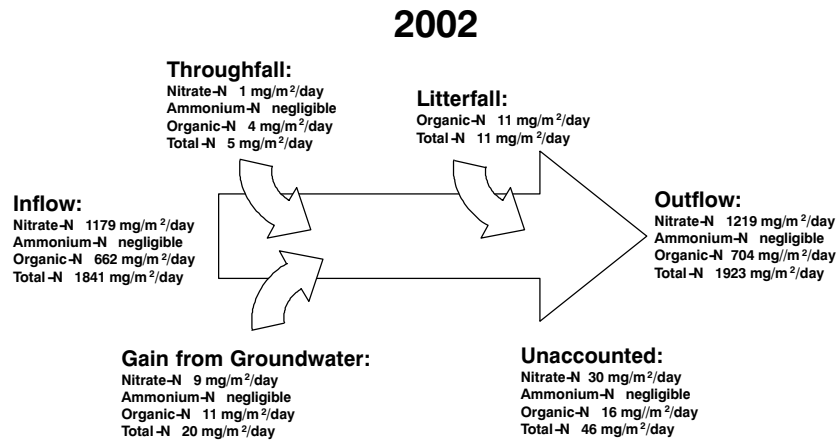 2002
Throughfall:
Nitrate-N 1 mg/m²/day
Ammonium-N negligible
Organic-N 4 mg/m²/day
Total-N 5 mg/m²/day
Litterfall:
Organic-N 11 mg/m²/day
Total-N 11 mg/m²/day
Inflow:
Nitrate-N 1179 mg/m²/day
Ammonium-N negligible
Organic-N 662 mg/m²/day
Total-N 1841 mg/m²/day
Outflow:
Nitrate-N 1219 mg/m²/day
Ammonium-N negligible
Organic-N 704 mg//m²/day
Total-N 1923 mg/m²/day
Gain from Groundwater:
Nitrate-N 9 mg/m²/day
Ammonium-N negligible
Organic-N 11 mg/m²/day
Total-N 20 mg/m²/day
Unaccounted:
Nitrate-N 30 mg/m²/day
Ammonium-N negligible
Organic-N 16 mg//m²/day
Total-N 46 mg/m²/day